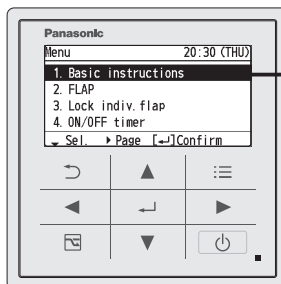 Panasonic
Menu 20:30 (THU)
1. Basic instructions
2. FLAP
3. Lock indiv. flap
4. ON/OFF timer
Sel. Page [↵]Confirm